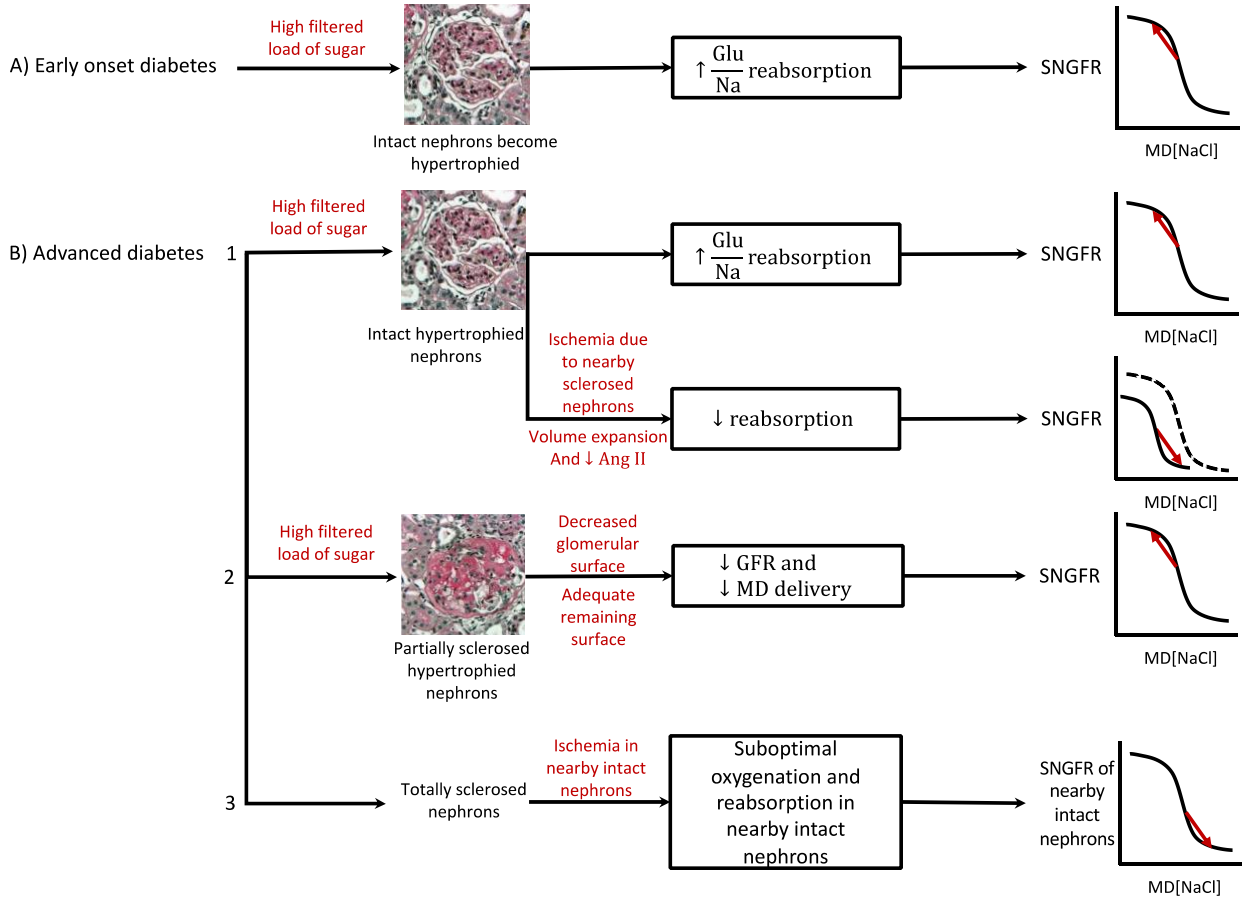 A) Early onset diabetes
High filtered
load of sugar
Intact nephrons become
hypertrophied
↑ Glu/Na reabsorption
SNGFR
MD[NaCl]
B) Advanced diabetes
1
High filtered
load of sugar
Intact hypertrophied
nephrons
↑ Glu/Na reabsorption
SNGFR
MD[NaCl]
Ischemia due
to nearby
sclerosed
nephrons
Volume expansion
And ↓ Ang II
↓ reabsorption
SNGFR
MD[NaCl]
2
High filtered
load of sugar
Partially sclerosed
hypertrophied
nephrons
Decreased
glomerular
surface
Adequate
remaining
surface
↓ GFR and
↓ MD delivery
SNGFR
MD[NaCl]
3
Totally sclerosed
nephrons
Ischemia in
nearby intact
nephrons
Suboptimal
oxygenation and
reabsorption in
nearby intact
nephrons
SNGFR of
nearby
intact
nephrons
MD[NaCl]